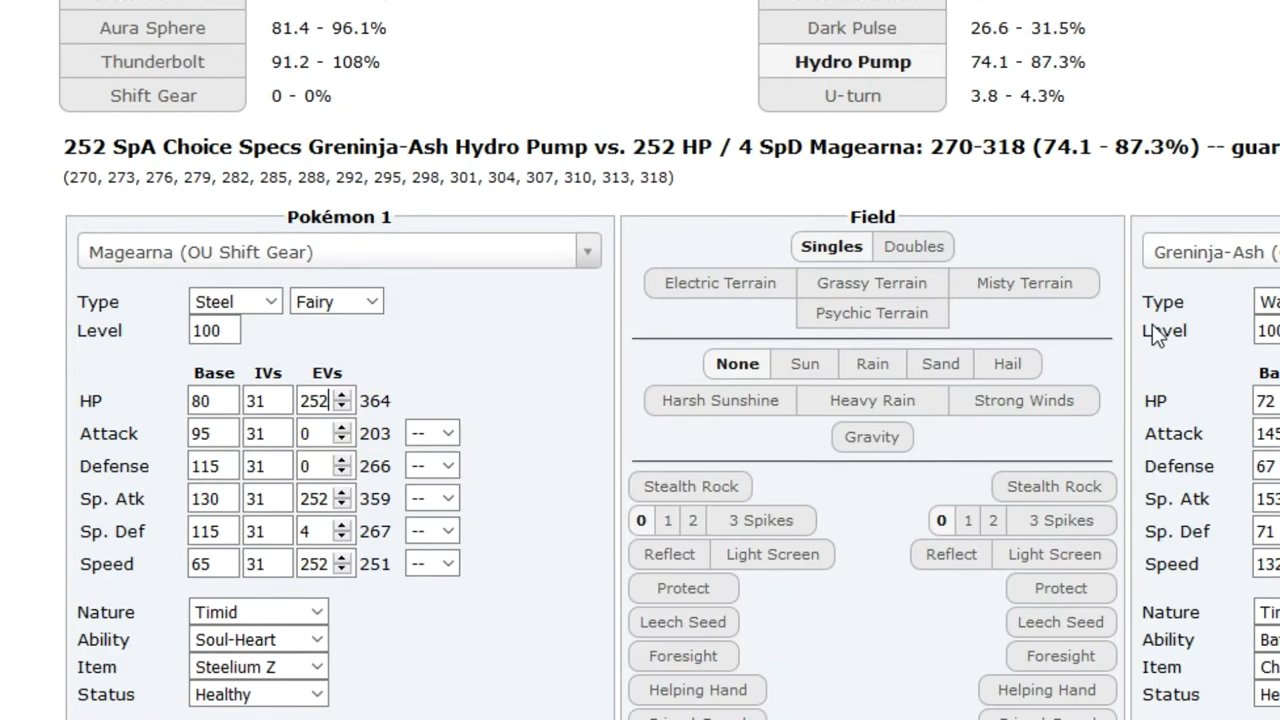 Aura Sphere 81.4 - 96.1% Dark Pulse 26.6 - 31.5%
Thunderbolt 91.2 - 108% Hydro Pump 74.1 - 87.3%
Shift Gear 0 - 0% U-turn 3.8 - 4.3%
252 SpA Choice Specs Greninja-Ash Hydro Pump vs. 252 HP / 4 SpD Magearna: 270-318 (74.1 - 87.3%) -- guar
(270, 273, 276, 279, 282, 285, 288, 292, 295, 298, 301, 304, 307, 310, 313, 318)
Pokémon 1 Field
Magearna (OU Shift Gear) Singles Doubles Greninja-Ash (
Electric Terrain Grassy Terrain Misty Terrain
Type Steel Fairy Type Wa
Psychic Terrain
Level 100 Level 100
None Sun Rain Sand Hail
Base IVs EVs Ba
HP 80 31 252 364 Harsh Sunshine Heavy Rain Strong Winds HP 72
Attack 95 31 0 203 -- Gravity Attack 145
Defense 115 31 0 266 -- Defense 67
Stealth Rock Stealth Rock
Sp. Atk 130 31 252 359 -- Sp. Atk 153
0 1 2 3 Spikes 0 1 2 3 Spikes
Sp. Def 115 31 4 267 -- Sp. Def 71
Reflect Light Screen Reflect Light Screen
Speed 65 31 252 251 -- Speed 132
Protect Protect
Nature Timid Leech Seed Leech Seed Nature Tir
Ability Soul-Heart Ability Ba
Foresight Foresight
Item Steelium Z Item Ch
Status Healthy Helping Hand Helping Hand Status He